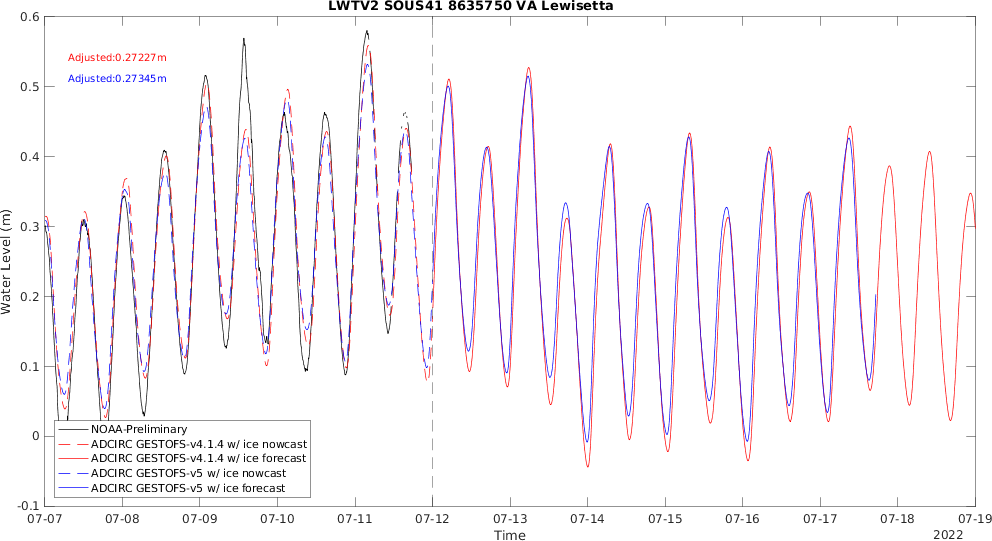 LWTV2 SOUS41 8635750 VA Lewisetta
Adjusted:0.27227m
Adjusted:0.27345m
0.6
0.5
0.4
0.3
0.2
0.1
0
-0.1
Water Level (m)
NOAA-Preliminary
ADCIRC GESTOFS-v4.1.4 w/ ice nowcast
ADCIRC GESTOFS-v4.1.4 w/ ice forecast
ADCIRC GESTOFS-v5 w/ ice nowcast
ADCIRC GESTOFS-v5 w/ ice forecast
07-07 07-08 07-09 07-10 07-11 07-12 07-13 07-14 07-15 07-16 07-17 07-18 07-19
Time
2022